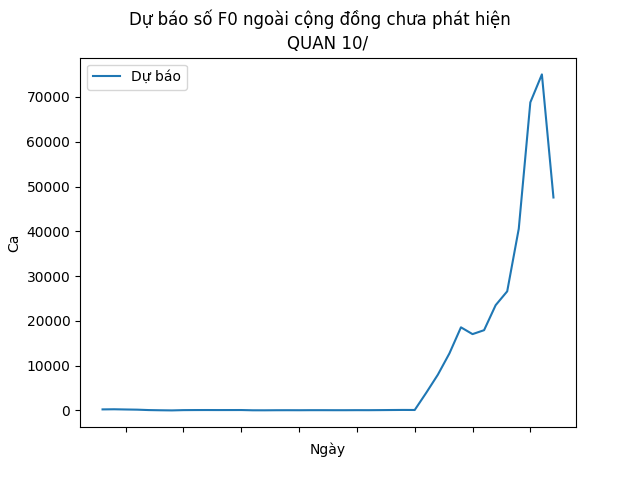 Dự báo số F0 ngoài cộng đồng chưa phát hiện
QUAN 10/
Dự báo
70000
60000
50000
40000
30000
20000
10000
0
Ca
Ngày